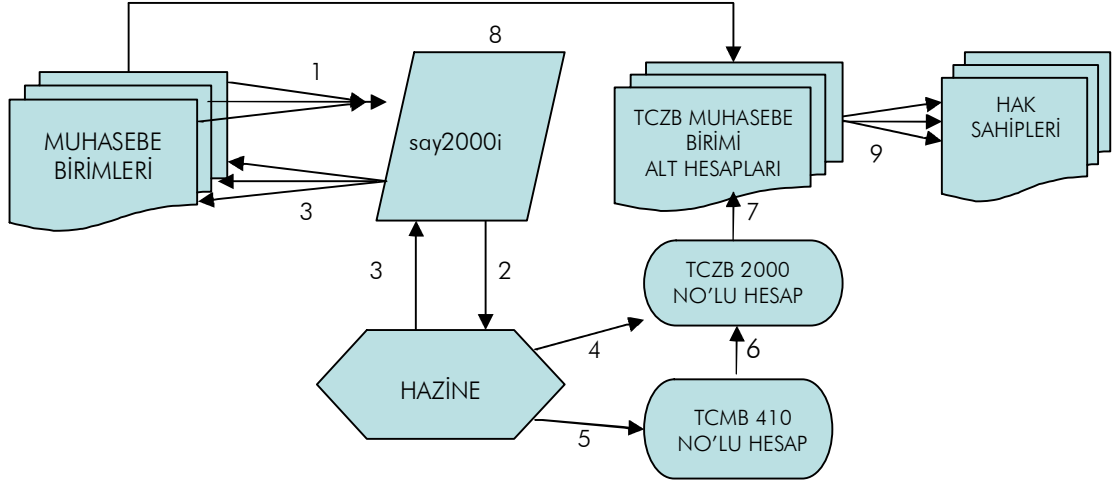 8
1
MUHASEBE
BİRİMLERİ
say2000i
TCZB MUHASEBE
BİRİMİ
ALT HESAPLARI
HAK
SAHİPLERİ
9
3
7
3
2
TCZB 2000
NO’LU HESAP
4
6
HAZİNE
5
TCMB 410
NO’LU HESAP